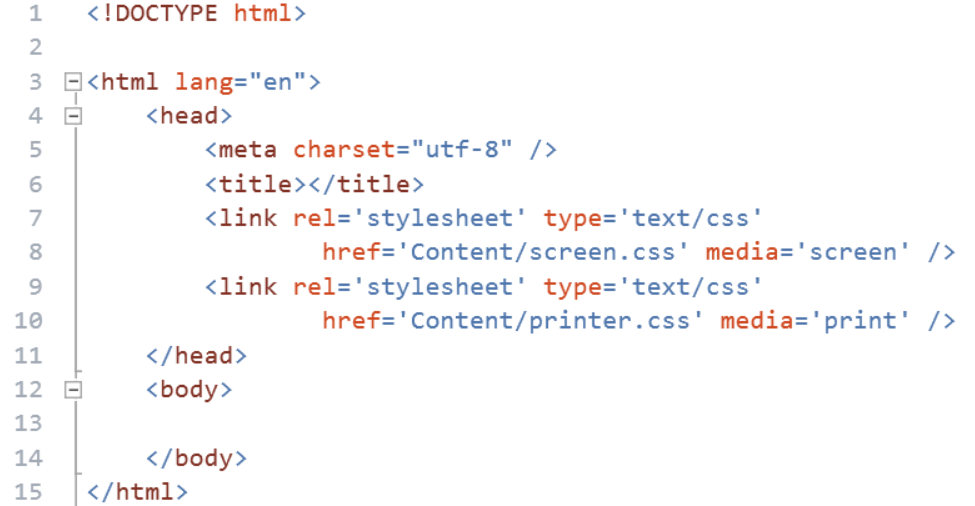 1 <!DOCTYPE html>
2
3 <html lang="en">
4     <head>
5         <meta charset="utf-8" />
6         <title></title>
7         <link rel='stylesheet' type='text/css'
8                 href='Content/screen.css' media='screen' />
9         <link rel='stylesheet' type='text/css'
10                 href='Content/printer.css' media='print' />
11     </head>
12     <body>
13
14     </body>
15 </html>